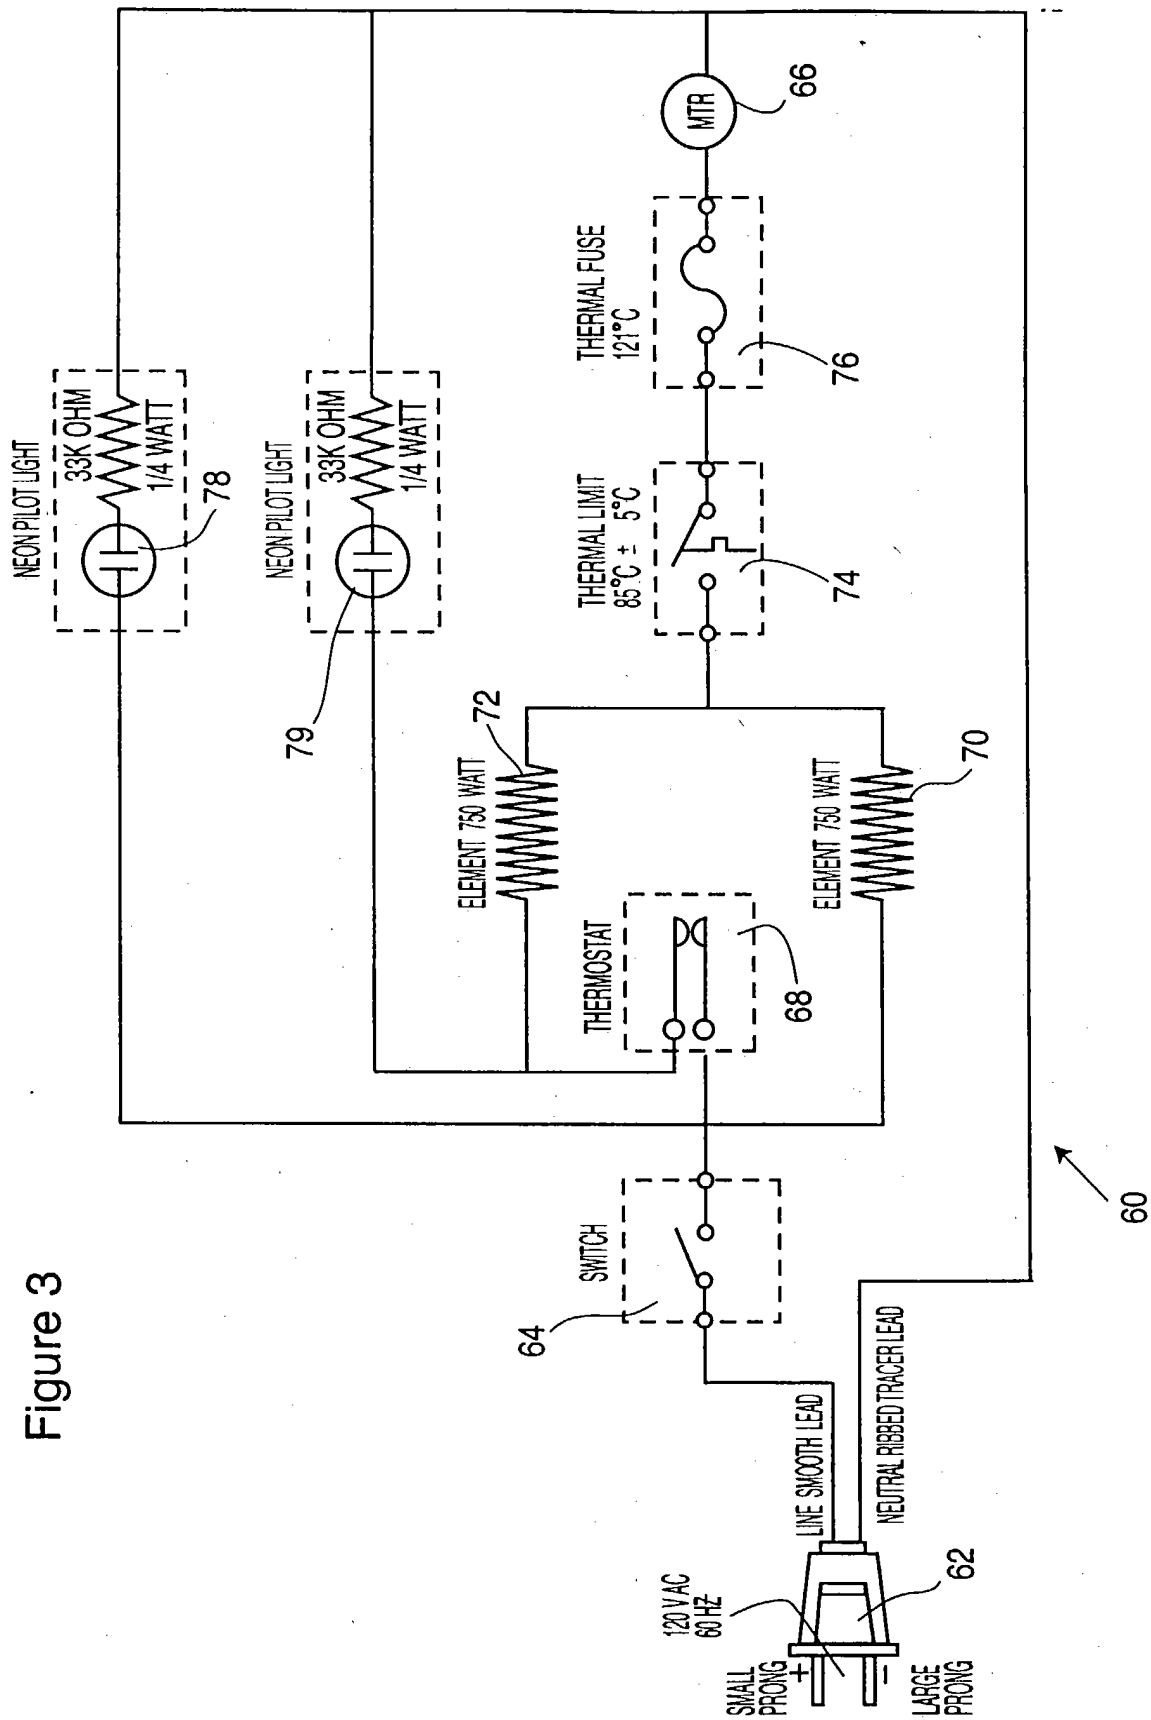 Figure 3
NEON PILOT LIGHT
33K OHM
1/4 WATT
78
NEON PILOT LIGHT
33K OHM
1/4 WATT
79
ELEMENT 750 WATT
72
THERMOSTAT
68
ELEMENT 750 WATT
70
THERMAL LIMIT
85°C ± 5°C
74
THERMAL FUSE
121°C
76
MTR
66
SWITCH
64
LINE SMOOTH LEAD
NEUTRAL RIBBED TRACER LEAD
120 VAC
60 HZ
SMALL
PRONG
+
−
LARGE
PRONG
62
60